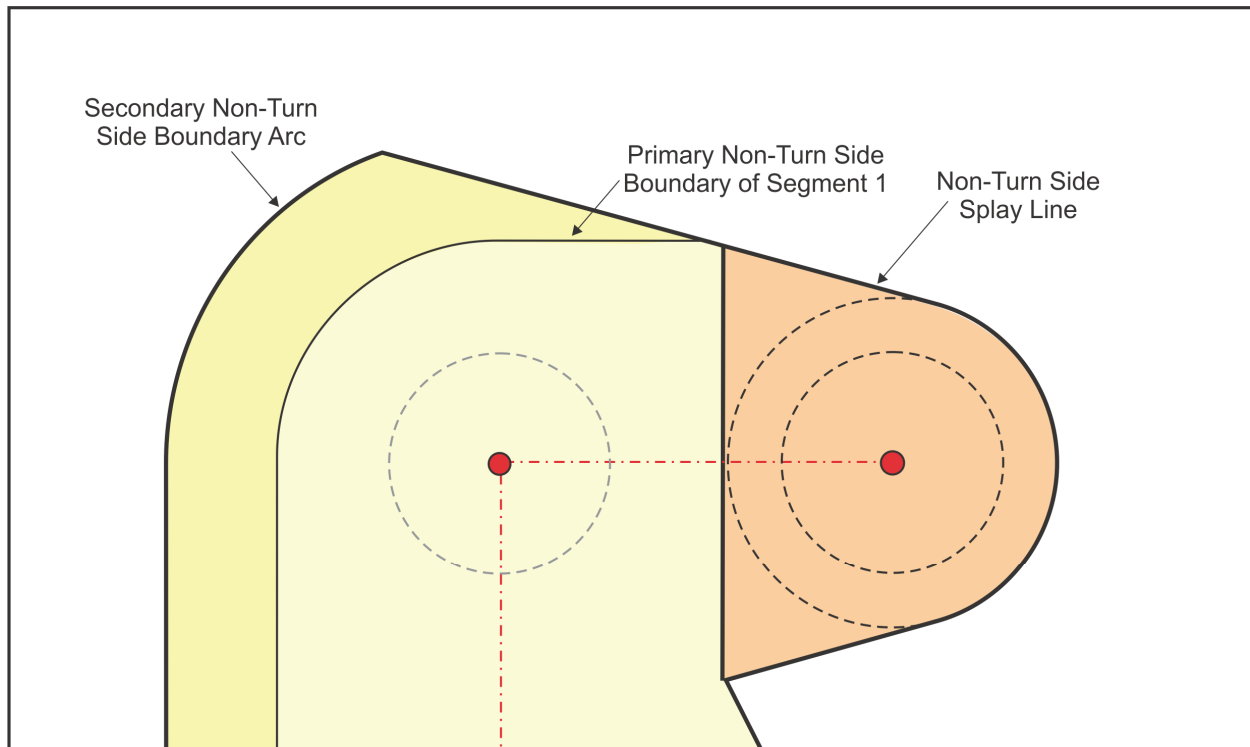 Secondary Non-Turn
Side Boundary Arc
Primary Non-Turn Side
Boundary of Segment 1
Non-Turn Side
Splay Line